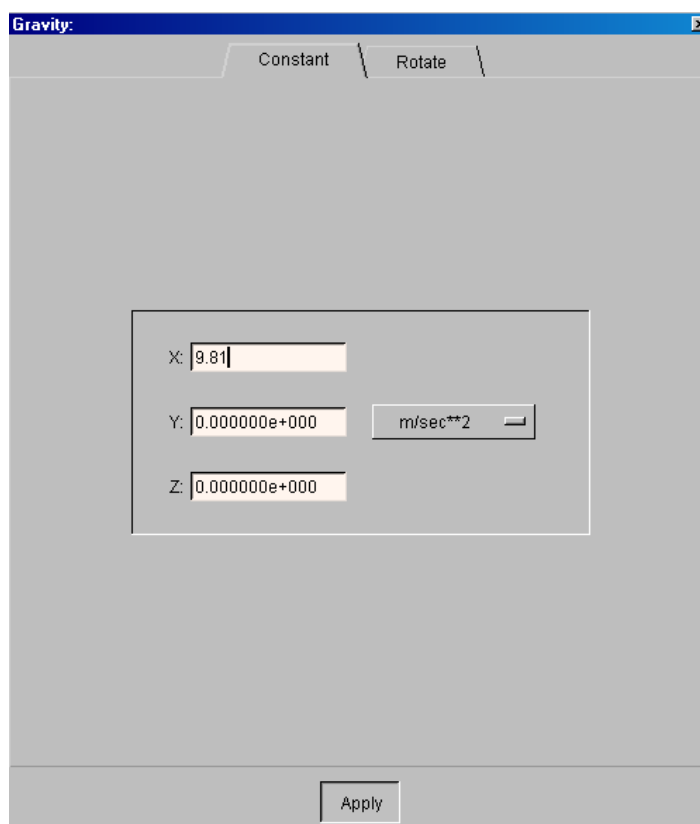 Gravity:
Constant Rotate
X: 9.81
Y: 0.000000e+000 m/sec**2
Z: 0.000000e+000
Apply